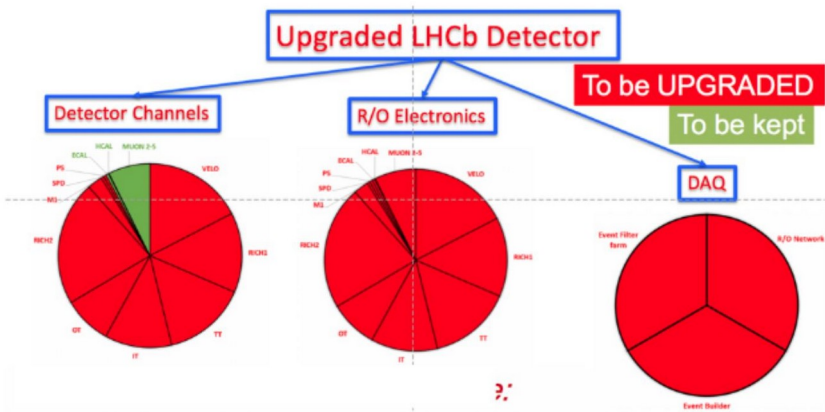 Upgraded LHCb Detector
To be UPGRADED
To be kept
Detector Channels
R/O Electronics
DAQ
HCAL
MUON 2-5
ECAL
PS
SPD
M1
VELO
RICH2
RICH1
OT
IT
TT
HCAL
MUON 2-5
ECAL
PS
SPD
M1
VELO
RICH2
RICH1
OT
IT
TT
Event Filter
farm
R/O Network
Event Builder